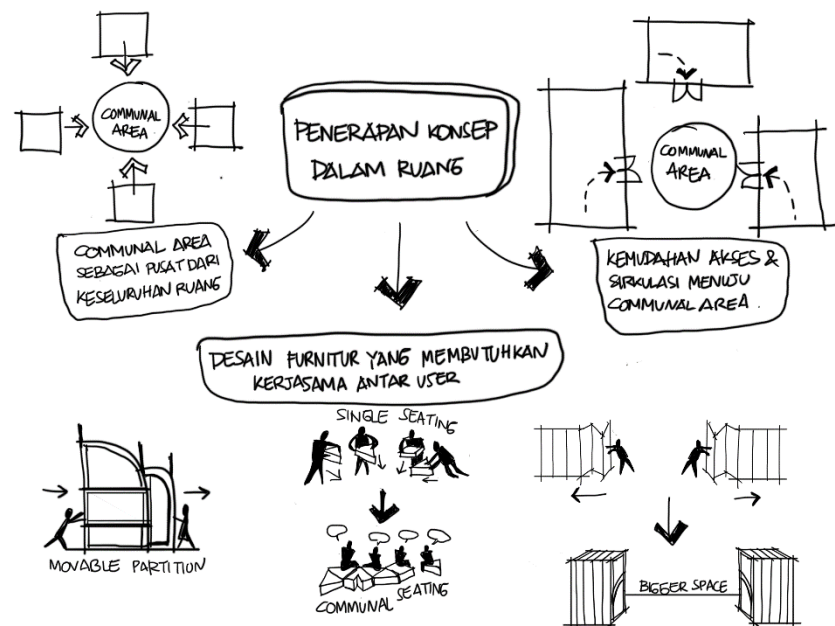 COMMUNAL
AREA
PENERAPAN KONSEP
DALAM RUANG
COMMUNAL
AREA
COMMUNAL AREA
SEBAGAI PUSAT DARI
KESELURUHAN RUANG
KEMUDAHAN AKSES &
SIRKULASI MENUJU
COMMUNAL AREA.
DESAIN FURNITUR YANG MEMBUTUHKAN
KERJASAMA ANTAR USER
SINGLE SEATING
MOVABLE PARTITION
COMMUNAL SEATING
BIGGER SPACE